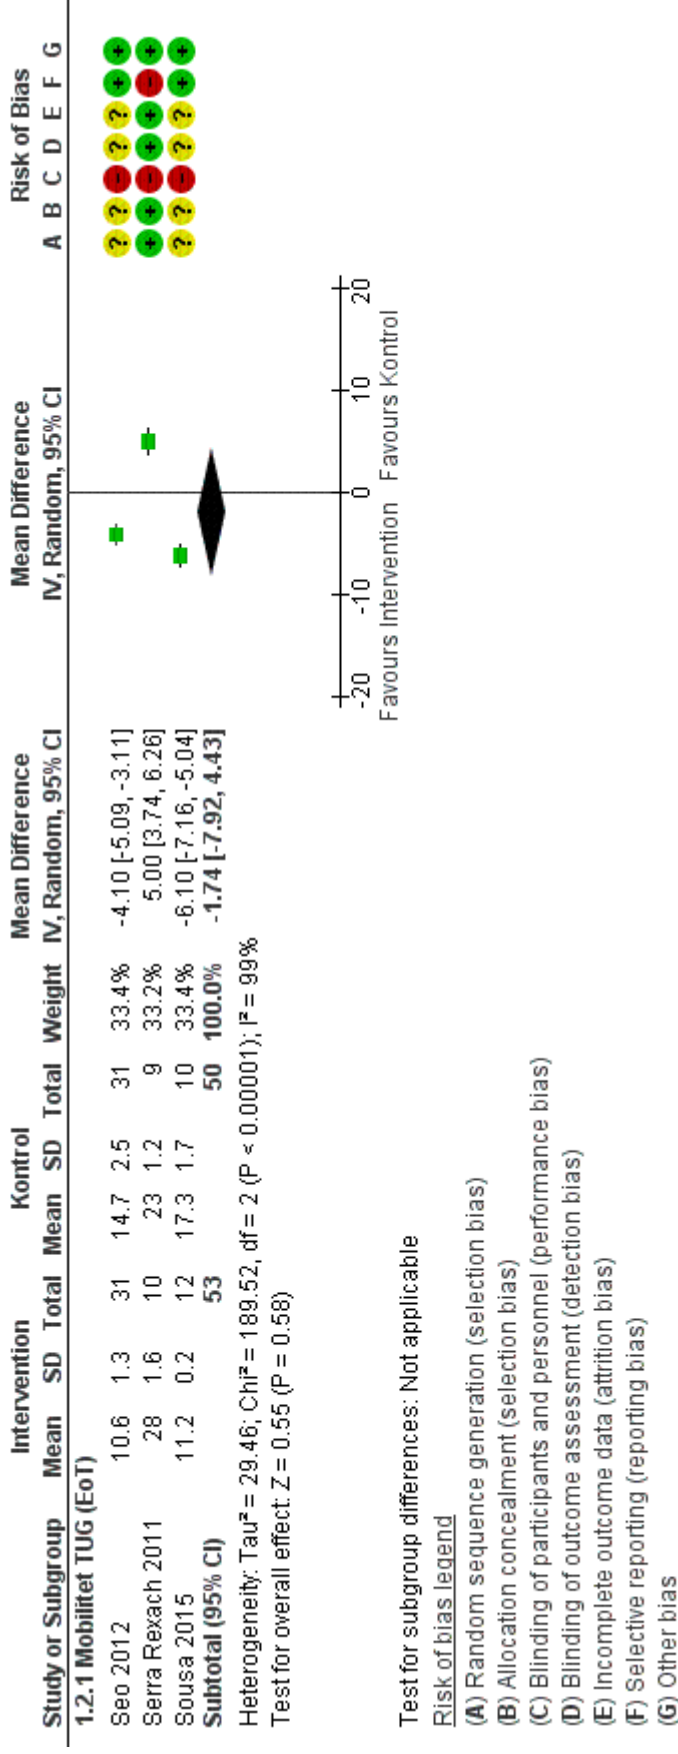 Intervention Kontrol Mean Difference Mean Difference Risk of Bias
Study or Subgroup Mean SD Total Mean SD Total Weight IV, Random, 95% CI IV, Random, 95% CI A B C D E F G
1.2.1 Mobilitet TUG (EoT)
Seo 2012 10.6 1.3 31 14.7 2.5 31 33.4% -4.10 [-5.09, -3.11] ? ? - ? ? + +
Serra Rexach 2011 28 1.6 10 23 1.2 9 33.2% 5.00 [3.74, 6.26] + + - + + - +
Sousa 2015 11.2 0.2 12 17.3 1.7 10 33.4% -6.10 [-7.16, -5.04] ? ? - ? ? + +
Subtotal (95% CI) 53 50 100.0% -1.74 [-7.92, 4.43]
Heterogeneity: Tau² = 29.46; Chi² = 189.52, df = 2 (P < 0.00001); I² = 99%
Test for overall effect: Z = 0.55 (P = 0.58)
-20 -10 0 10 20
Favours Intervention Favours Kontrol
Test for subgroup differences: Not applicable
Risk of bias legend
(A) Random sequence generation (selection bias)
(B) Allocation concealment (selection bias)
(C) Blinding of participants and personnel (performance bias)
(D) Blinding of outcome assessment (detection bias)
(E) Incomplete outcome data (attrition bias)
(F) Selective reporting (reporting bias)
(G) Other bias